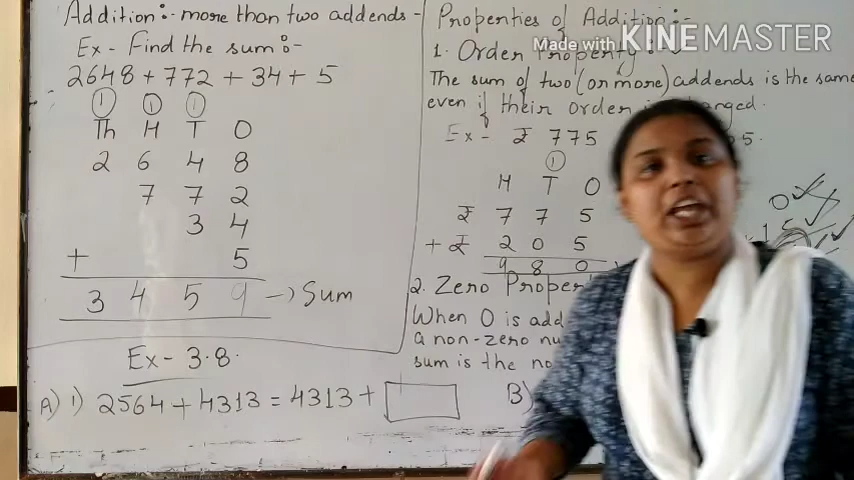 Addition:- more than two addends-
Ex- Find the sum:-
2648 + 772 + 34 + 5
1 1 1
Th H T O
2 6 4 8
7 7 2
3 4
+ 5
3 4 5 9 → Sum
Ex- 3.8.
A) 1) 2564 + 4313 = 4313 +
B)
Properties of Addition:-
Made with KINEMASTER
1. Order Property:-
The sum of two (or more) addends is the same
even if their order is changed.
Ex- ₹ 775
1
H T O
₹ 7 7 5
+ ₹ 2 0 5
9 8 0
2. Zero
When 0 is
a non-zero
sum is the